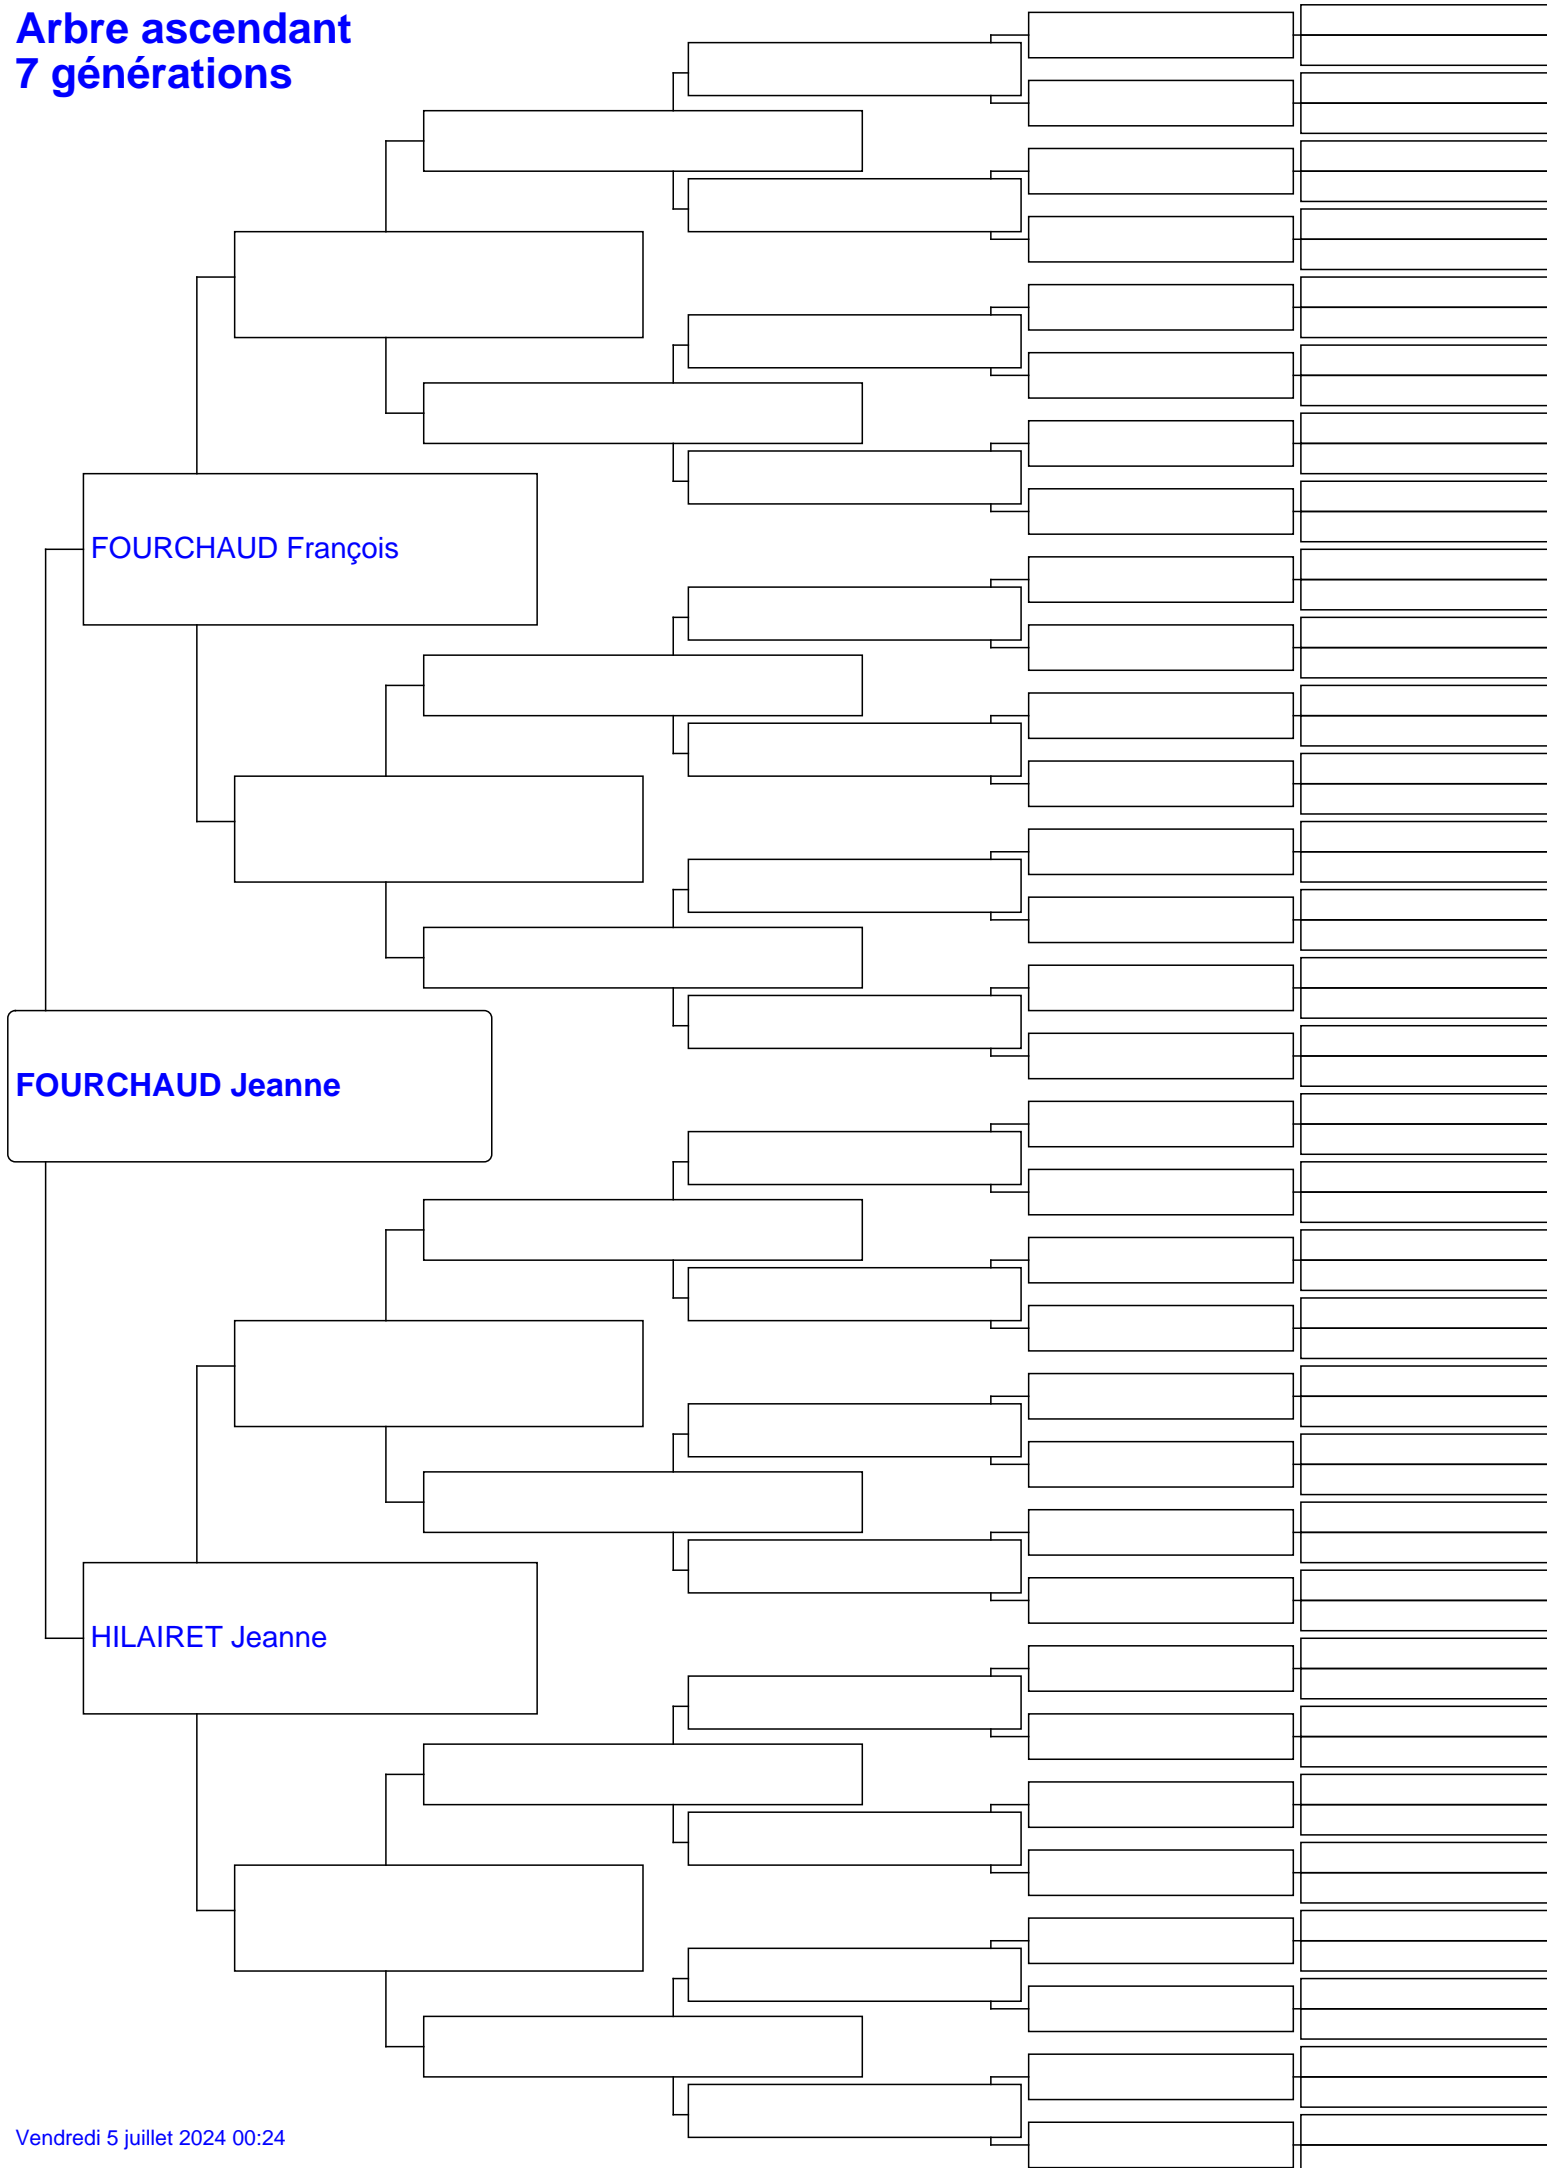 Arbre ascendant
7 générations
FOURCHAUD François
FOURCHAUD Jeanne
HILAIRET Jeanne
Vendredi 5 juillet 2024 00:24